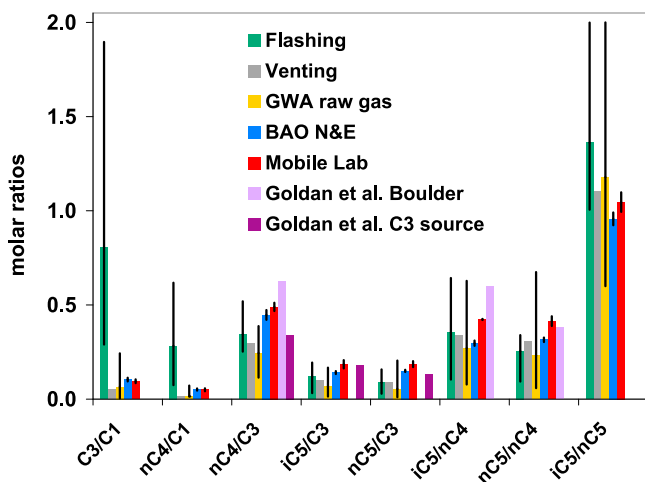 molar ratios
2.0
1.5
1.0
0.5
0.0
Flashing
Venting
GWA raw gas
BAO N&E
Mobile Lab
Goldan et al. Boulder
Goldan et al. C3 source
C3/C1
nC4/C1
nC4/C3
iC5/C3
nC5/C3
iC5/nC4
nC5/nC4
iC5/nC5